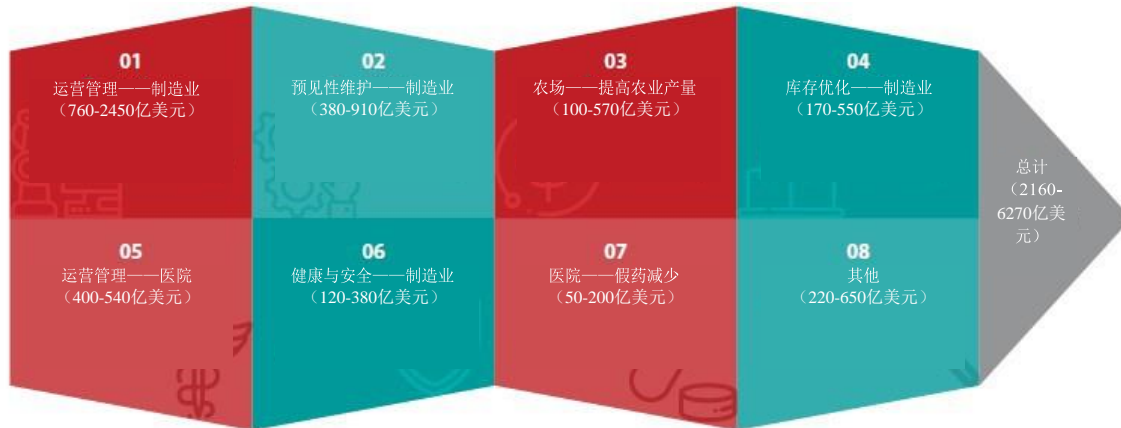 01
运营管理——制造业
（760-2450亿美元）
02
预见性维护——制造业
（380-910亿美元）
03
农场——提高农业产量
（100-570亿美元）
04
库存优化——制造业
（170-550亿美元）
05
运营管理——医院
（400-540亿美元）
06
健康与安全——制造业
（120-380亿美元）
07
医院——假药减少
（50-200亿美元）
08
其他
（220-650亿美元）
总计
（2160-
6270亿美
元）